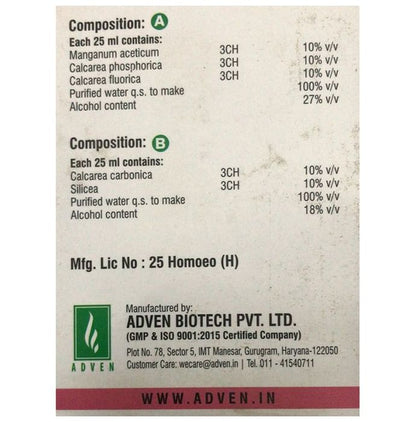 Composition: A
Each 25 ml contains:
Manganum aceticum 3CH 10% v/v
Calcarea phosphorica 3CH 10% v/v
Calcarea fluorica 3CH 10% v/v
Purified water q.s. to make 100% v/v
Alcohol content 27% v/v
Composition: B
Each 25 ml contains:
Calcarea carbonica 3CH 10% v/v
Silicea 3CH 10% v/v
Purified water q.s. to make 100% v/v
Alcohol content 18% v/v
Mfg. Lic No : 25 Homoeo (H)
Manufactured by:
ADVEN BIOTECH PVT. LTD.
(GMP & ISO 9001:2015 Certified Company)
Plot No. 78, Sector 5, IMT Manesar, Gurugram, Haryana-122050
Customer Care: wecare@adven.in | Tel. 011 - 41540711
ADVEN
WWW.ADVEN.IN